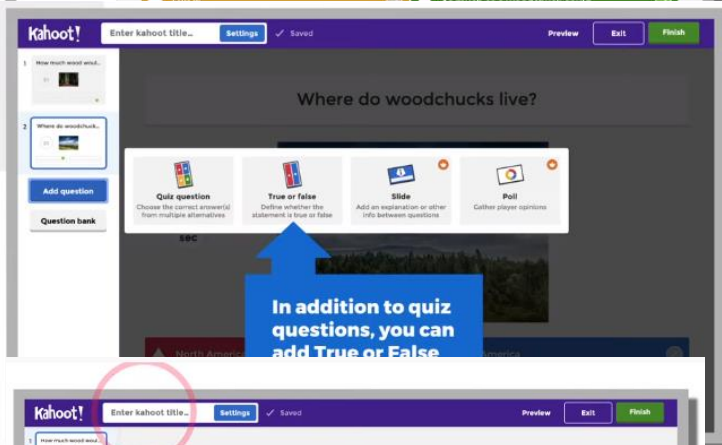 Kahoot!
Enter kahoot title...
Settings
✓ Saved
Preview
Exit
Finish
1 How much wood woul...
2 Where do woodchuck...
Where do woodchucks live?
Add question
Question bank
Quiz question
Choose the correct answer(s)
from multiple alternatives
True or false
Define whether the
statement is true or false
Slide
Add an explanation or other
info between questions
Poll
Gather player opinions
sec
In addition to quiz
questions, you can
add True or False
North America
America
Kahoot!
Enter kahoot title...
Settings
✓ Saved
Preview
Exit
Finish
1 How much wood woul...